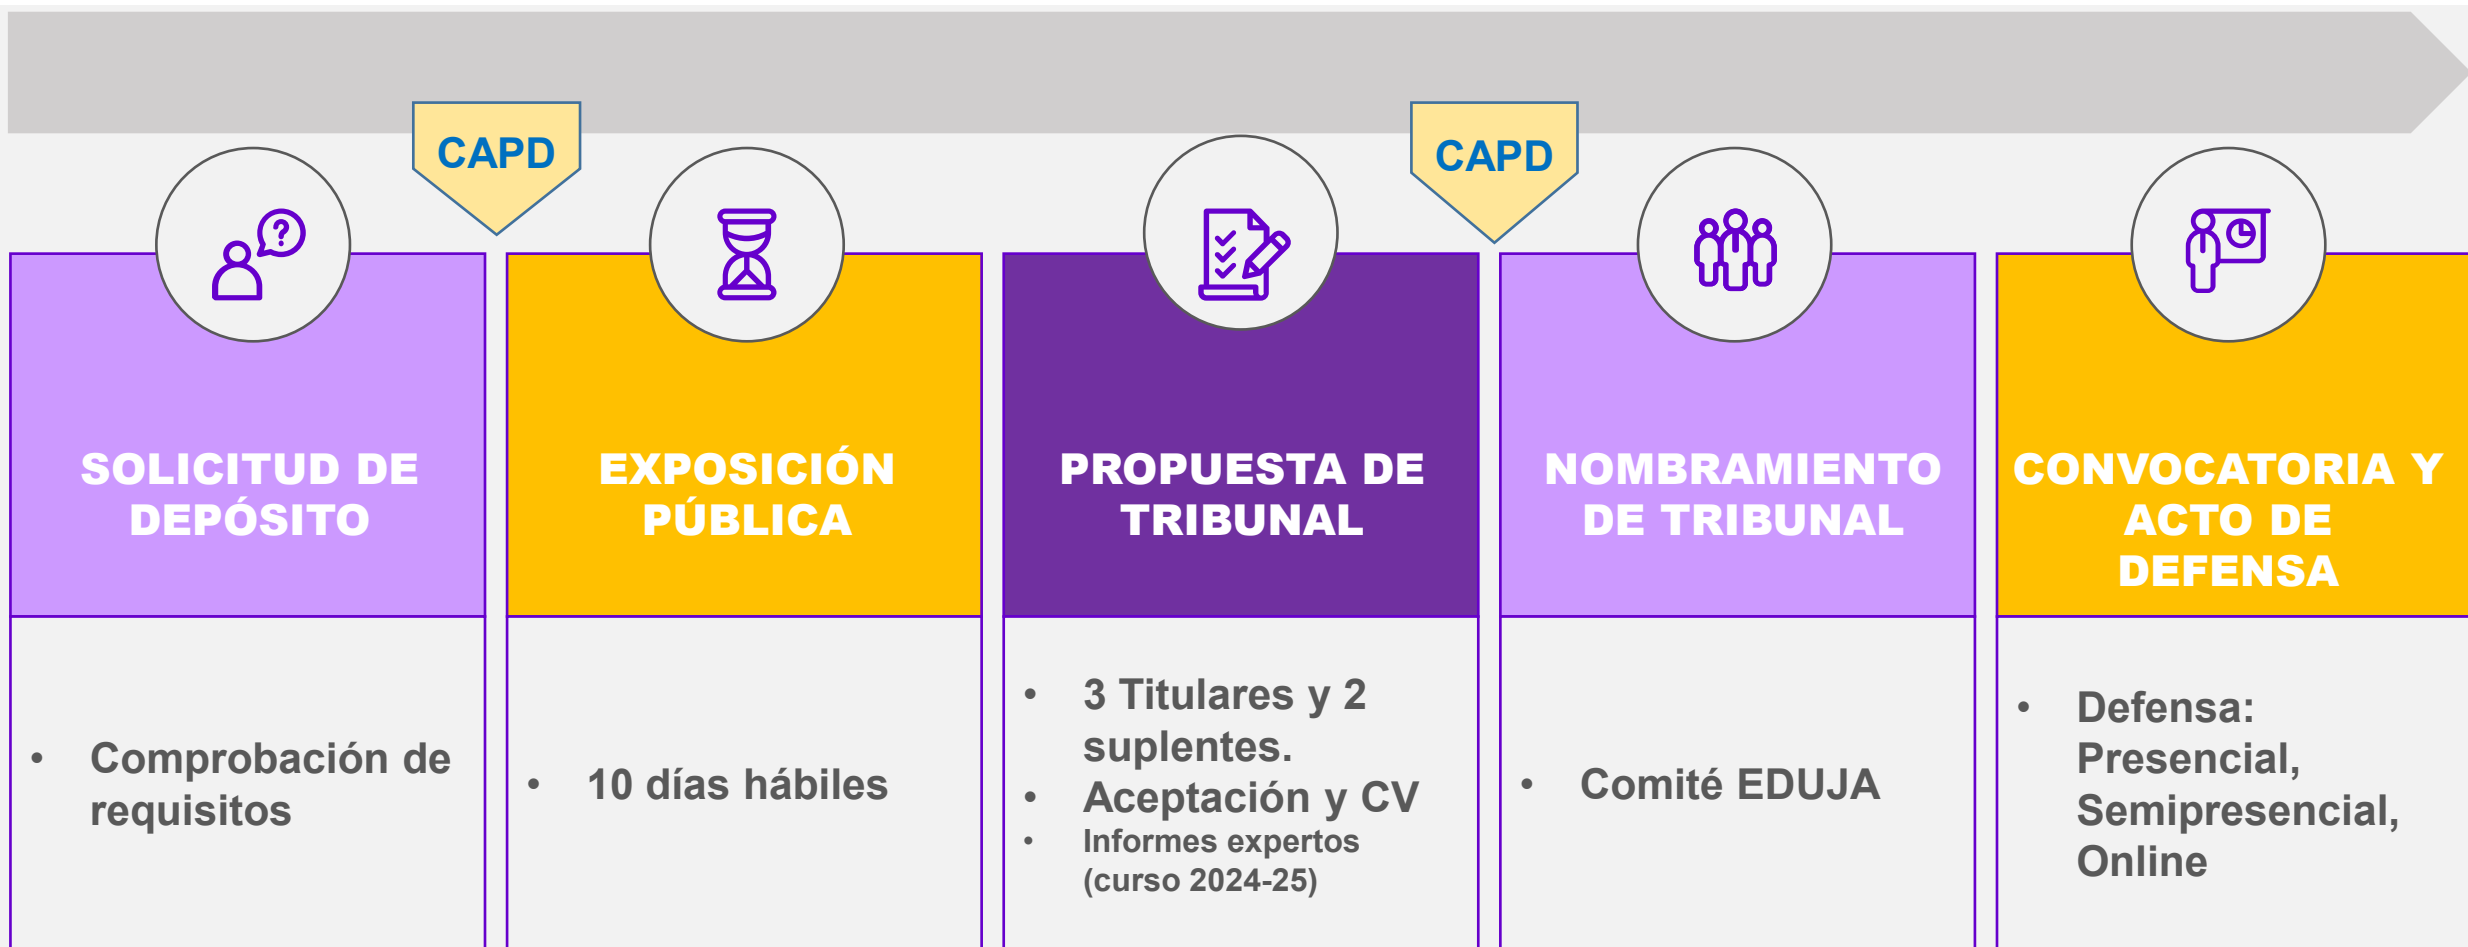 CAPD
CAPD
SOLICITUD DE
DEPÓSITO
• Comprobación de
requisitos
EXPOSICIÓN
PÚBLICA
• 10 días hábiles
PROPUESTA DE
TRIBUNAL
• 3 Titulares y 2
suplentes.
• Aceptación y CV
• Informes expertos
(curso 2024-25)
NOMBRAMIENTO
DE TRIBUNAL
• Comité EDUJA
CONVOCATORIA Y
ACTO DE
DEFENSA
• Defensa:
Presencial,
Semipresencial,
Online